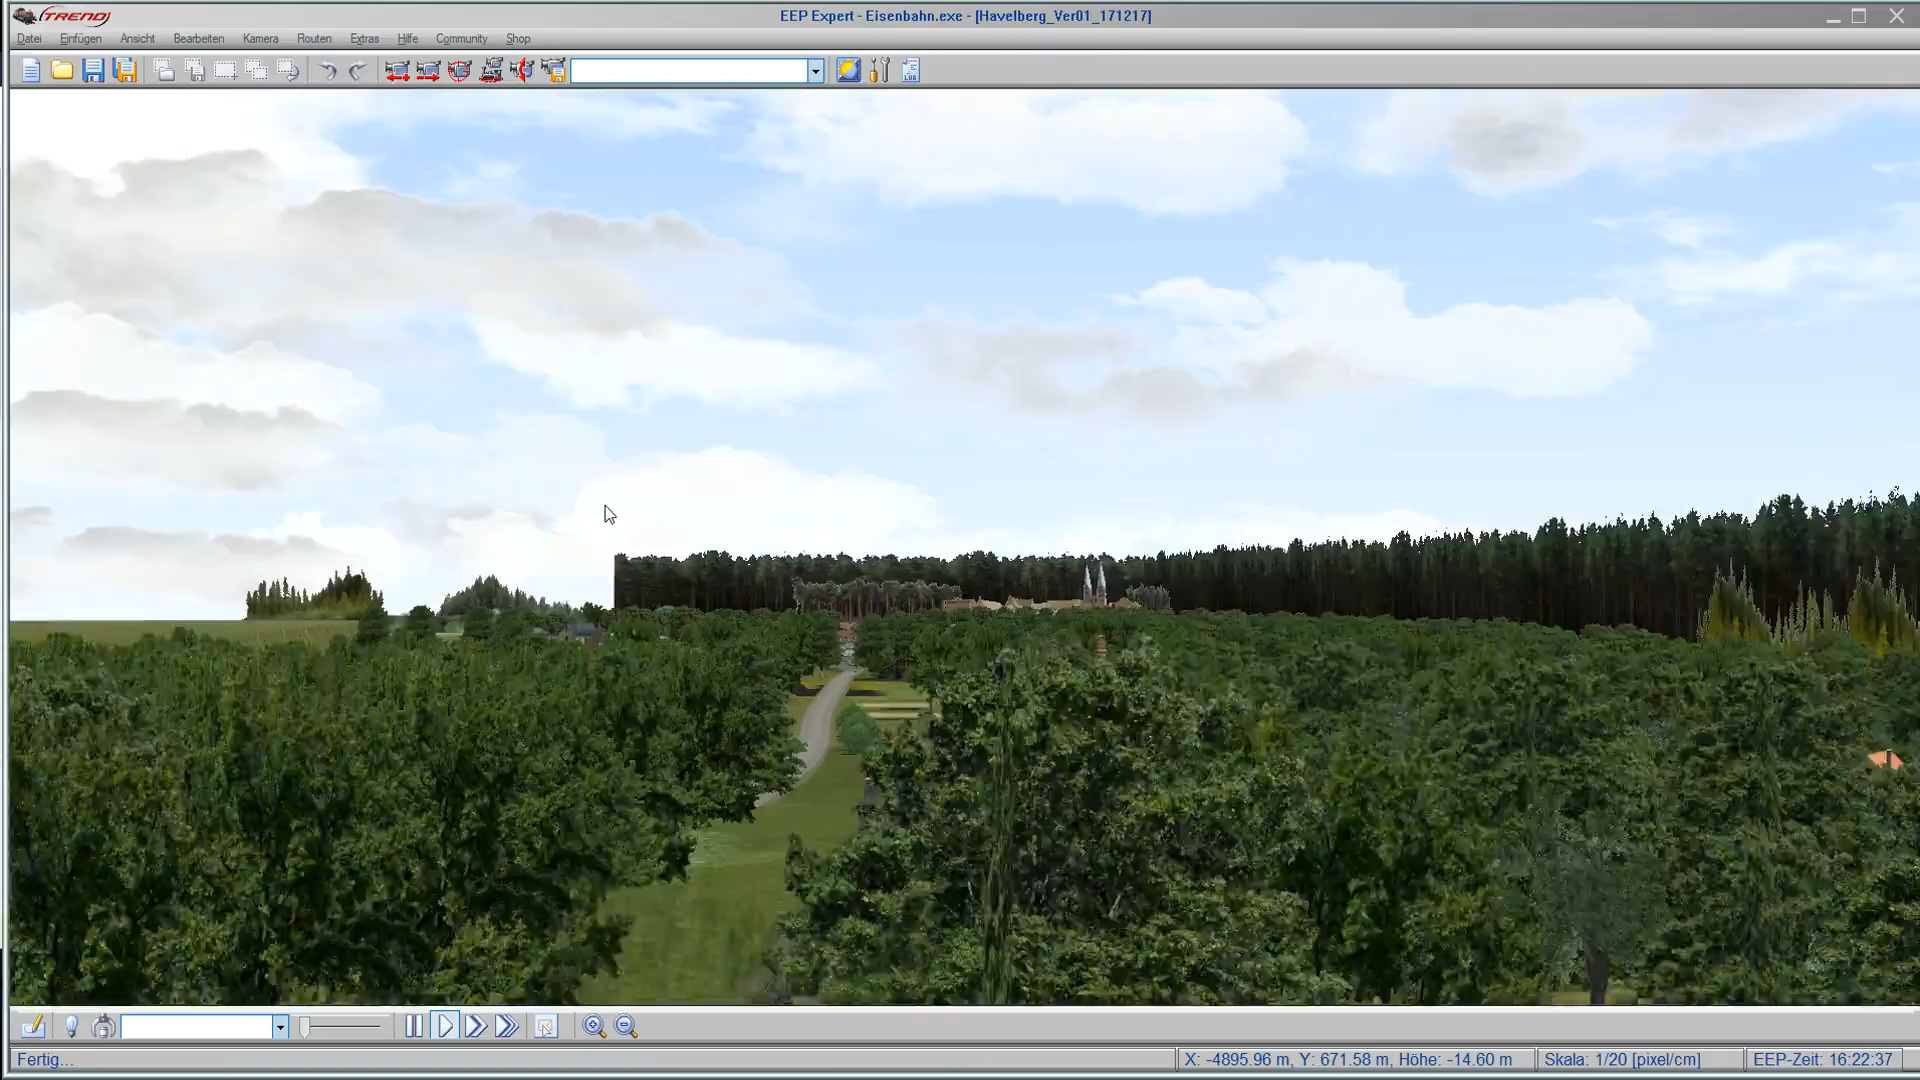 TREND
EEP Expert - Eisenbahn.exe - [Havelberg_Ver01_171217]
Datei Einfügen Ansicht Bearbeiten Kamera Routen Extras Hilfe Community Shop
LUA
Fertig...
X: -4895.96 m, Y: 671.58 m, Höhe: -14.60 m
Skala: 1/20 [pixel/cm]
EEP-Zeit: 16:22:37